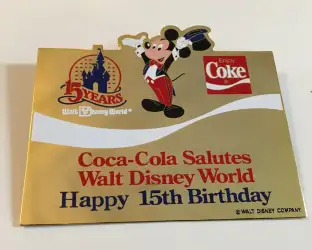 15 YEARS
Walt Disney World®
Enjoy
Coke
Coca-Cola Salutes
Walt Disney World
Happy 15th Birthday
© WALT DISNEY COMPANY